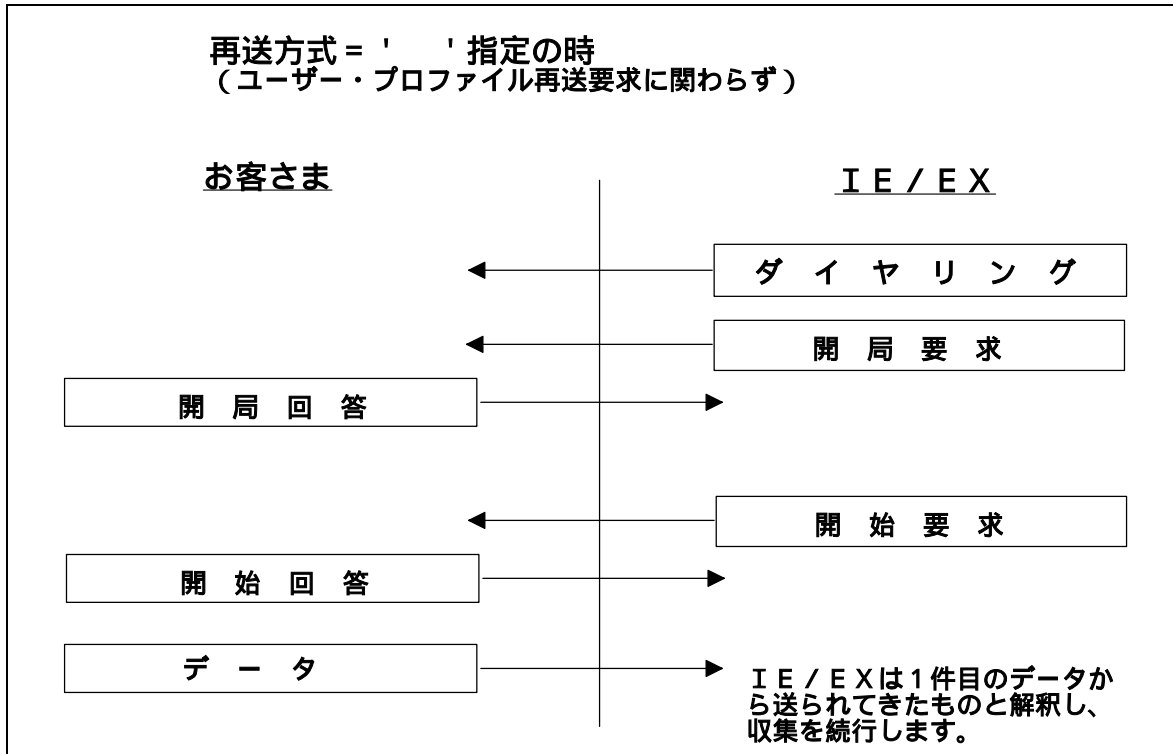 再送方式＝'　　'指定の時
（ユーザー・プロファイル再送要求に関わらず）
お客さま
ＩＥ／ＥＸ
ダ イ ヤ リ ン グ
開 局 要 求
開 局 回 答
開 始 要 求
開 始 回 答
デ ー タ
ＩＥ／ＥＸは１件目のデータか
ら送られてきたものと解釈し、
収集を続行します。